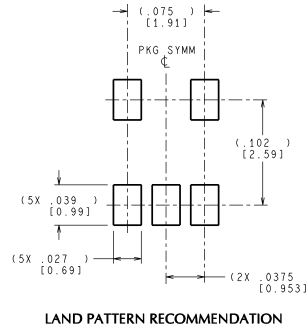 (.075 )
[1.91]
PKG SYMM
℄
(.102 )
[2.59]
(5X .039 )
[0.99]
(5X .027 )
[0.69]
(2X .0375
[0.953]
LAND PATTERN RECOMMENDATION